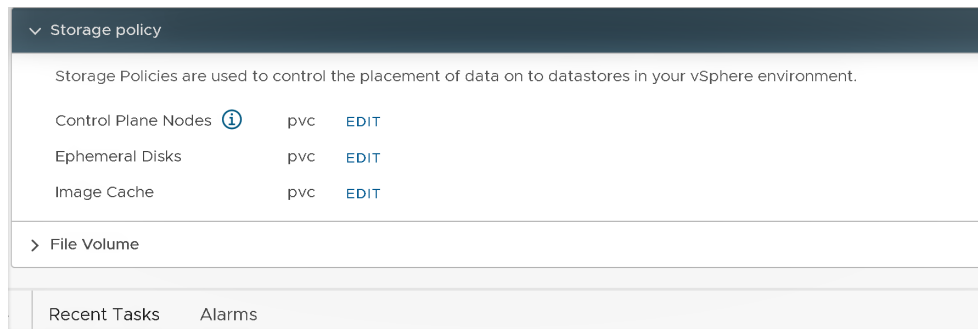 Storage policy
Storage Policies are used to control the placement of data on to datastores in your vSphere environment.
Control Plane Nodes pvc EDIT
Ephemeral Disks pvc EDIT
Image Cache pvc EDIT
File Volume
Recent Tasks Alarms